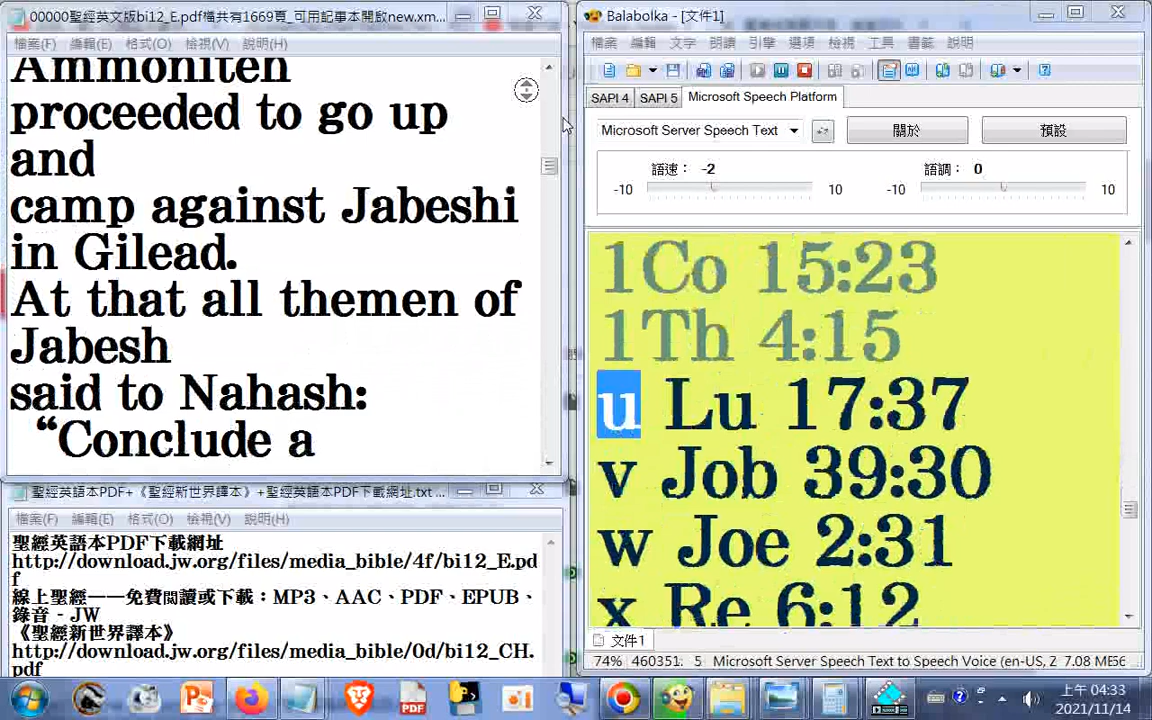 00000聖經英文版bi12_E.pdf檔共有1669頁_可用記事本開啟new.xm...
檔案(F) 編輯(E) 格式(O) 檢視(V) 說明(H)
Ammoniteh
proceeded to go up
and
camp against Jabeshi
in Gilead.
At that all themen of
Jabesh
said to Nahash:
“Conclude a
聖經英語本PDF+《聖經新世界譯本》+聖經英語本PDF下載網址.txt ...
檔案(F) 編輯(E) 格式(O) 檢視(V) 說明(H)
聖經英語本PDF下載網址
http://download.jw.org/files/media_bible/4f/bi12_E.pd
f
線上聖經——免費閱讀或下載：MP3、AAC、PDF、EPUB、
錄音 - JW
《聖經新世界譯本》
http://download.jw.org/files/media_bible/0d/bi12_CH.
pdf
Balabolka - [文件1]
檔案 編輯 文字 朗讀 引擎 選項 檢視 工具 書籤 說明
SAPI 4 SAPI 5 Microsoft Speech Platform
Microsoft Server Speech Text 關於 預設
語速： -2 語調： 0
-10 10 -10 10
1Co 15:23
1Th 4:15
u Lu 17:37
v Job 39:30
w Joe 2:31
x Re 6:12
文件1
74% 460351: 5 Microsoft Server Speech Text to Speech Voice (en-US, Z 7.08 ME56
PDF
上午 04:33
2021/11/14